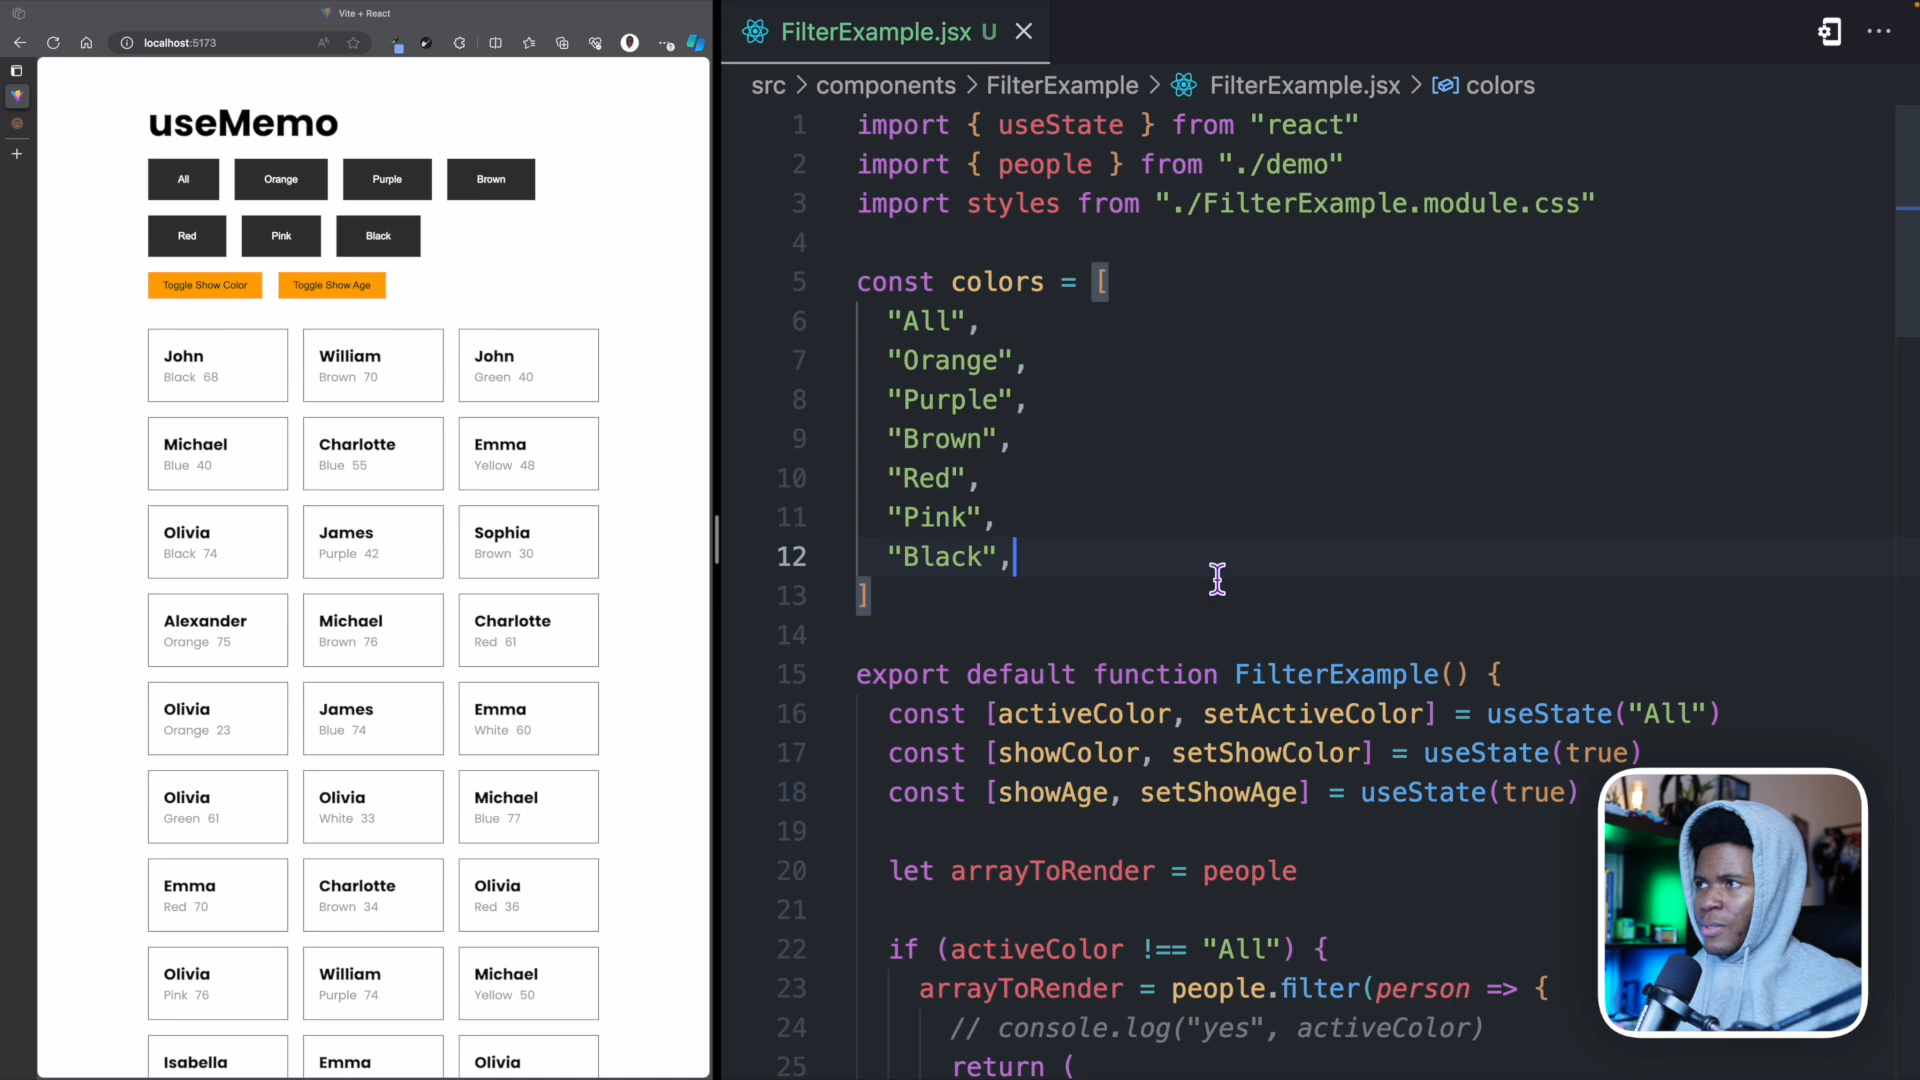 Vite + React
localhost:5173
useMemo
All
Orange
Purple
Brown
Red
Pink
Black
Toggle Show Color
Toggle Show Age
John
Black 68
William
Brown 70
John
Green 40
Michael
Blue 40
Charlotte
Blue 55
Emma
Yellow 48
Olivia
Black 74
James
Purple 42
Sophia
Brown 30
Alexander
Orange 75
Michael
Brown 76
Charlotte
Red 61
Olivia
Orange 23
James
Blue 74
Emma
White 60
Olivia
Green 61
Olivia
White 33
Michael
Blue 77
Emma
Red 70
Charlotte
Brown 34
Olivia
Red 36
Olivia
Pink 76
William
Purple 74
Michael
Yellow 50
Isabella
Emma
Olivia
FilterExample.jsx U
src > components > FilterExample > FilterExample.jsx > colors
1 import { useState } from "react"
2 import { people } from "./demo"
3 import styles from "./FilterExample.module.css"
4
5 const colors = [
6 "All",
7 "Orange",
8 "Purple",
9 "Brown",
10 "Red",
11 "Pink",
12 "Black",
13 ]
14
15 export default function FilterExample() {
16 const [activeColor, setActiveColor] = useState("All")
17 const [showColor, setShowColor] = useState(true)
18 const [showAge, setShowAge] = useState(true)
19
20 let arrayToRender = people
21
22 if (activeColor !== "All") {
23 arrayToRender = people.filter(person => {
24 // console.log("yes", activeColor)
25 return (